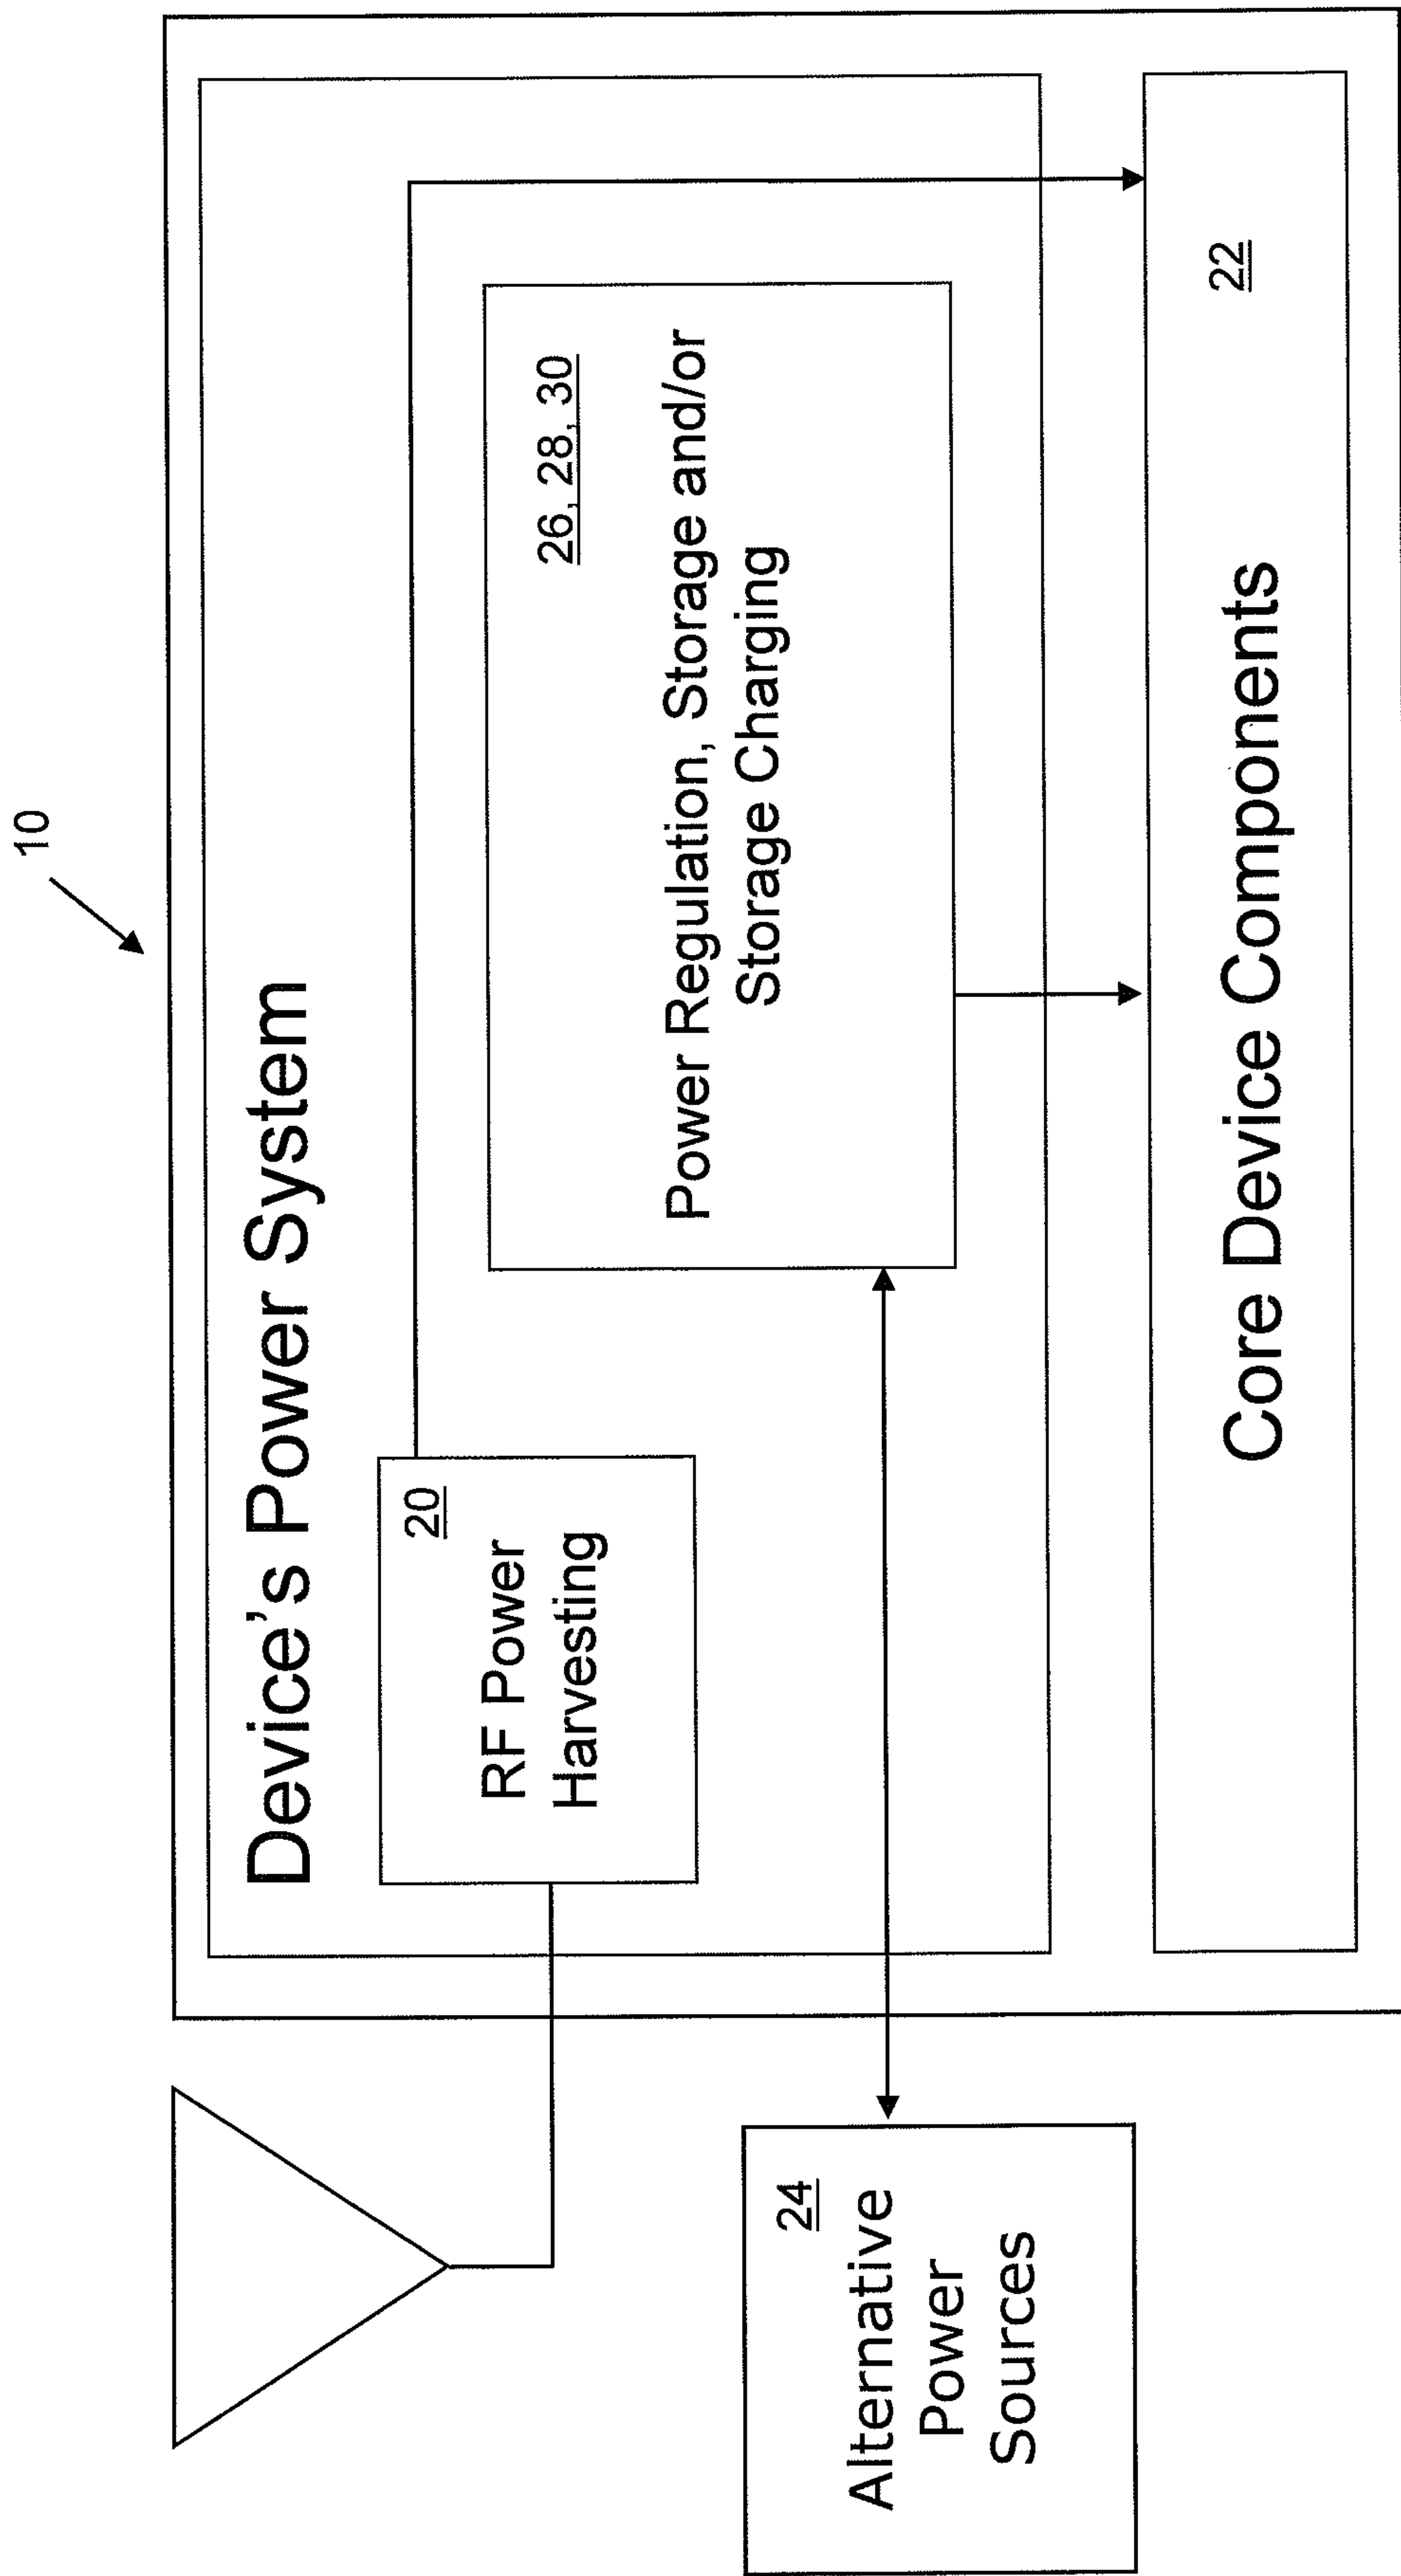 10
Device's Power System
20
RF Power
Harvesting
26, 28, 30
Power Regulation, Storage and/or
Storage Charging
24
Alternative
Power
Sources
22
Core Device Components